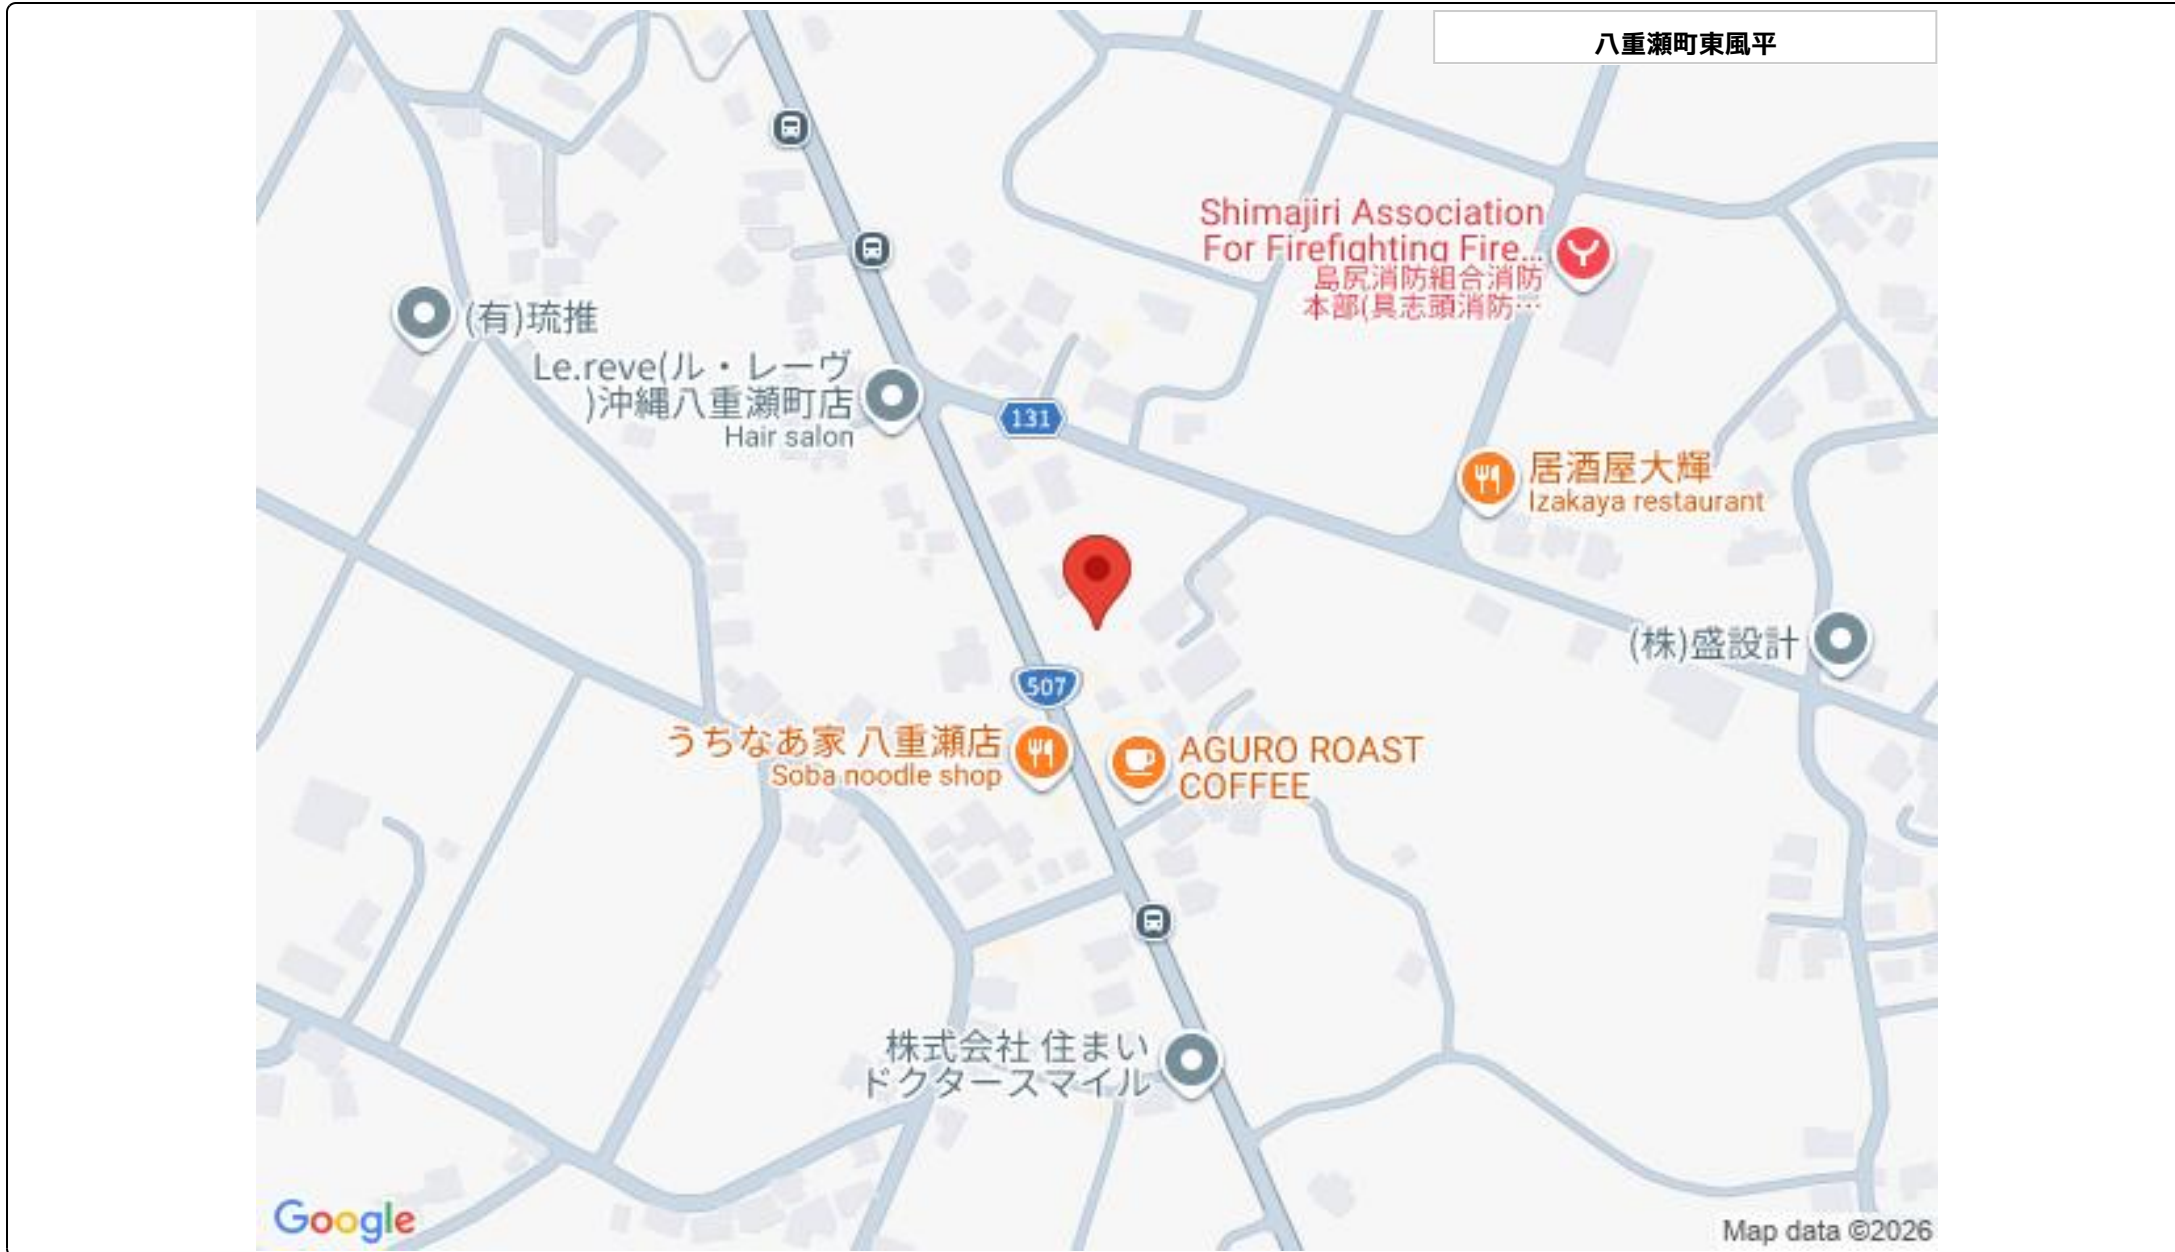 八重瀬町東風平
Shimajiri Association
For Firefighting Fire...
島尻消防組合消防
本部(具志頭消防…
(有)琉推
Le.reve(ル・レーヴ
)沖縄八重瀬町店
Hair salon
131
居酒屋大輝
Izakaya restaurant
(株)盛設計
507
うちなあ家 八重瀬店
Soba noodle shop
AGURO ROAST
COFFEE
株式会社 住まい
ドクタースマイル
Google
Map data ©2026